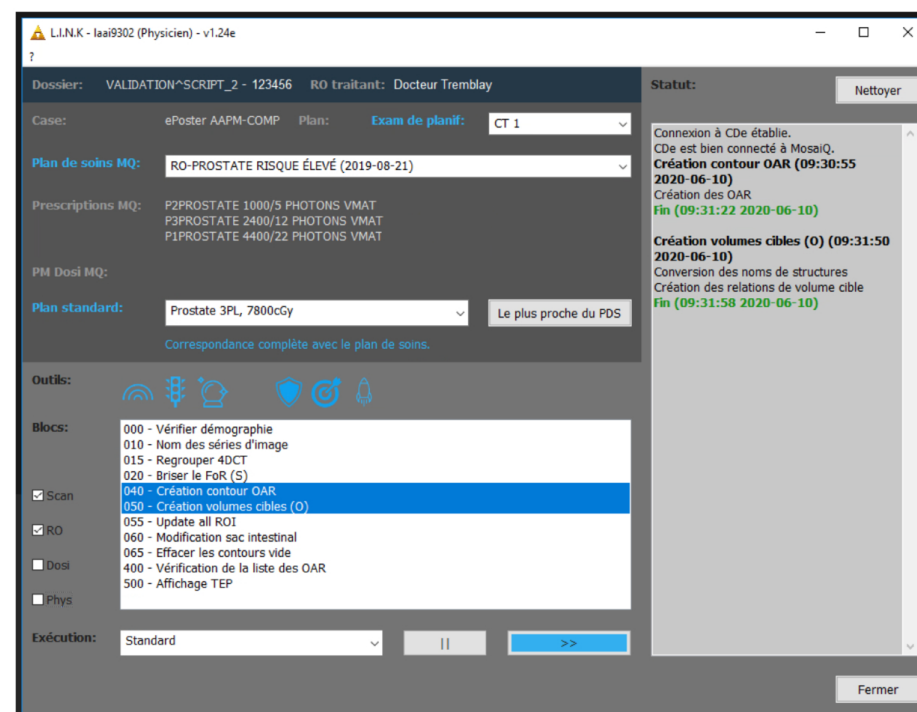 L.I.N.K - laai9302 (Physicien) - v1.24e
?
Dossier: VALIDATION^SCRIPT_2 - 123456 RO traitant: Docteur Tremblay
Case: ePoster AAPM-COMP Plan: Exam de planif: CT 1
Plan de soins MQ: RO-PROSTATE RISQUE ÉLEVÉ (2019-08-21)
Prescriptions MQ: P2PROSTATE 1000/5 PHOTONS VMAT
P3PROSTATE 2400/12 PHOTONS VMAT
P1PROSTATE 4400/22 PHOTONS VMAT
PM Dosi MQ:
Plan standard: Prostate 3PL, 7800cGy Le plus proche du PDS
Correspondance complète avec le plan de soins.
Outils:
Blocs:
000 - Vérifier démographie
010 - Nom des séries d'image
015 - Regrouper 4DCT
020 - Briser le FoR (S)
040 - Création contour OAR
050 - Création volumes cibles (O)
055 - Update all ROI
060 - Modification sac intestinal
065 - Effacer les contours vide
400 - Vérification de la liste des OAR
500 - Affichage TEP
Scan
RO
Dosi
Phys
Exécution: Standard || >>
Statut: Nettoyer
Connexion à CDe établie.
CDe est bien connecté à MosaiQ.
Création contour OAR (09:30:55
2020-06-10)
Création des OAR
Fin (09:31:22 2020-06-10)
Création volumes cibles (O) (09:31:50
2020-06-10)
Conversion des noms de structures
Création des relations de volume cible
Fin (09:31:58 2020-06-10)
Fermer